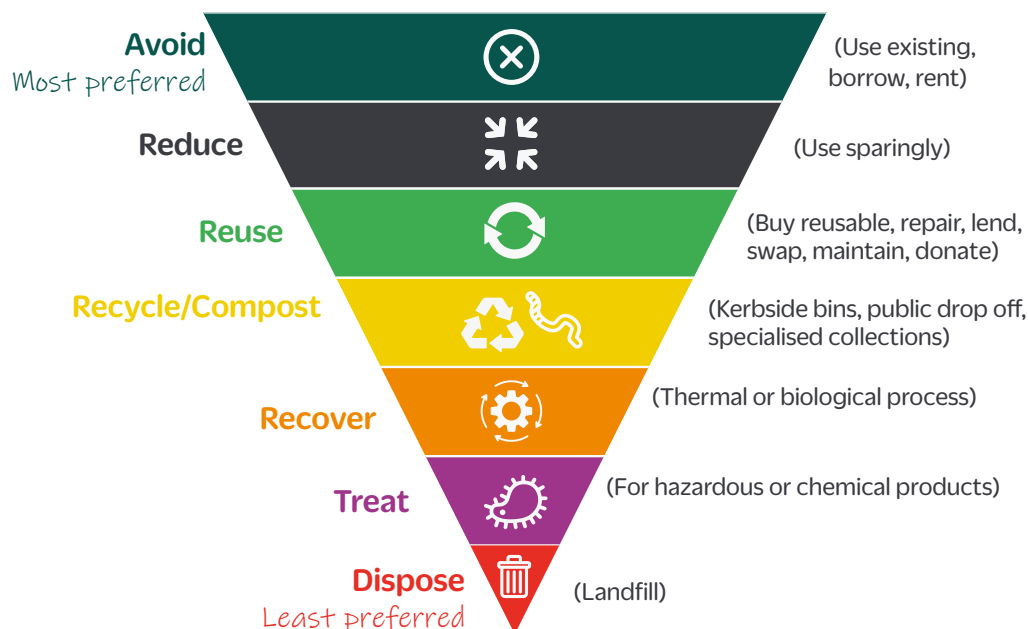 Avoid
Most preferred
(Use existing,
borrow, rent)
Reduce
(Use sparingly)
Reuse
(Buy reusable, repair, lend,
swap, maintain, donate)
Recycle/Compost
(Kerbside bins, public drop off,
specialised collections)
Recover
(Thermal or biological process)
Treat
(For hazardous or chemical products)
Dispose
Least preferred
(Landfill)